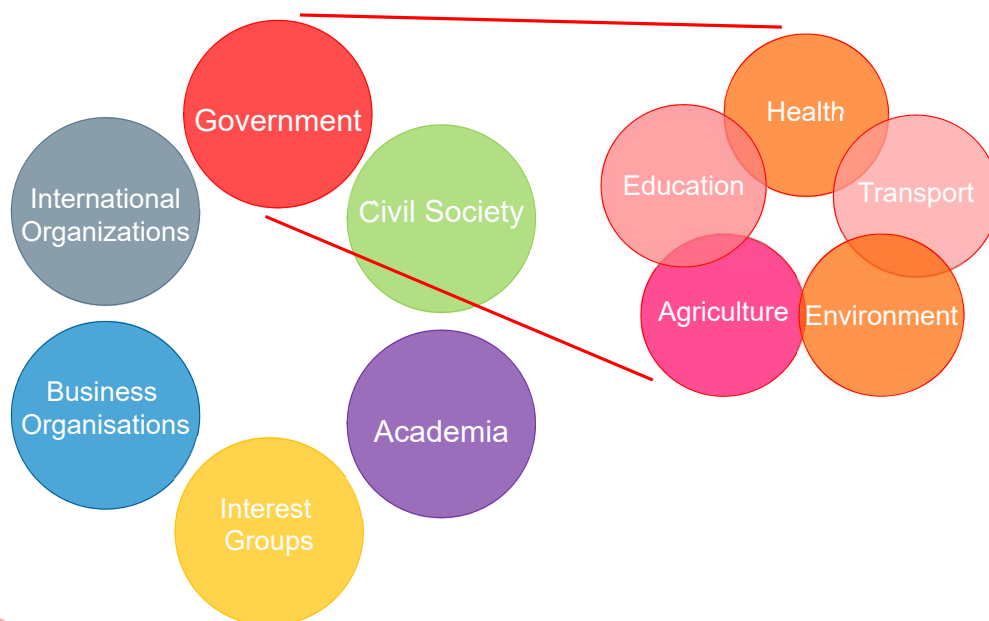 Government
International
Organizations
Civil Society
Business
Organisations
Academia
Interest
Groups
Health
Education
Transport
Agriculture
Environment